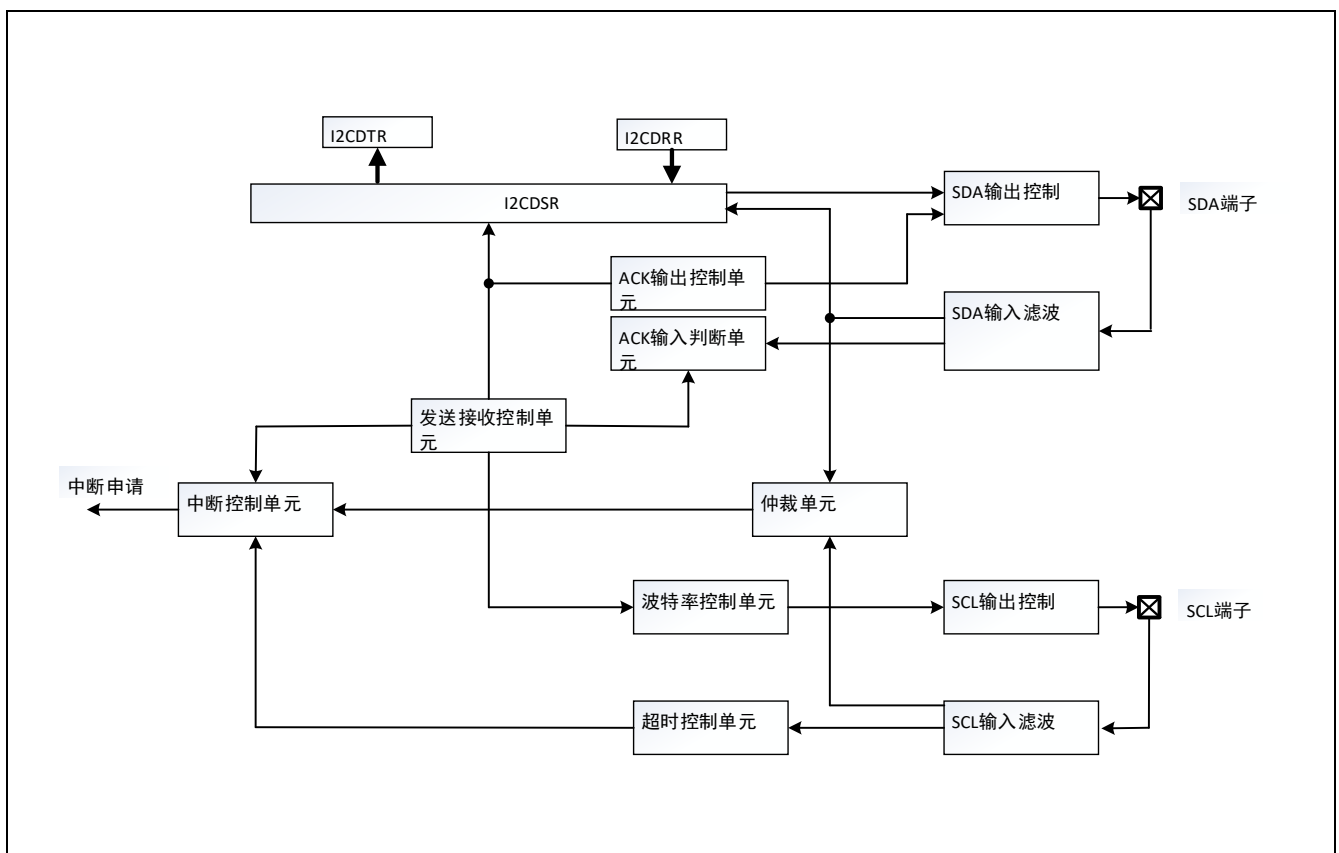 I2CDTR
I2CDRR
I2CDSR
SDA输出控制
SDA端子
ACK输出控制单
元
SDA输入滤波
ACK输入判断单
元
发送接收控制单
元
中断申请
中断控制单元
仲裁单元
波特率控制单元
SCL输出控制
SCL端子
超时控制单元
SCL输入滤波